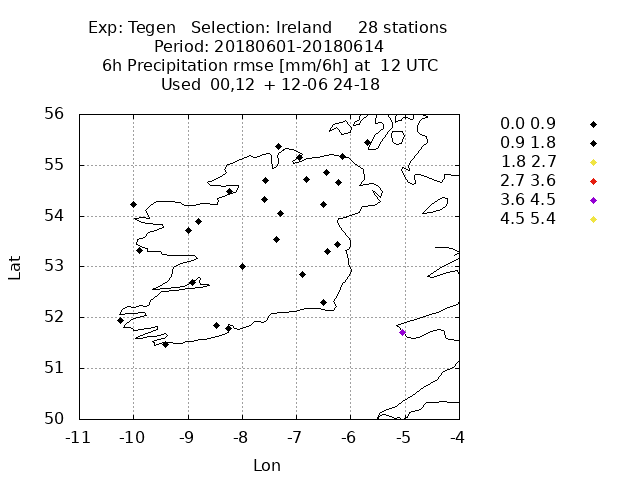 Exp: Tegen Selection: Ireland 28 stations
Period: 20180601-20180614
6h Precipitation rmse [mm/6h] at 12 UTC
Used 00,12 + 12-06 24-18
56
55
54
53
52
51
50
-11 -10 -9 -8 -7 -6 -5 -4
Lat
Lon
0.0 0.9
0.9 1.8
1.8 2.7
2.7 3.6
3.6 4.5
4.5 5.4